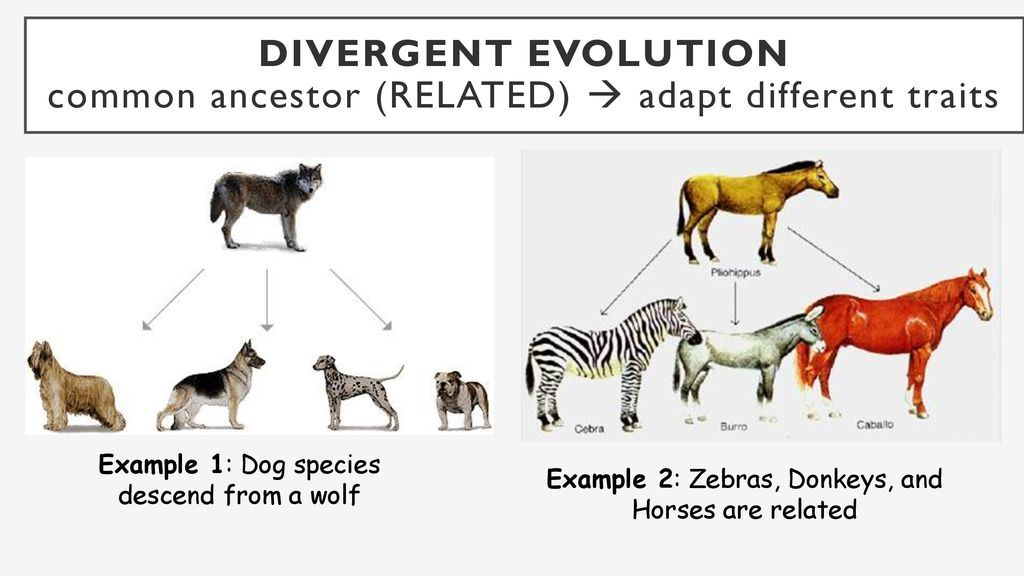 DIVERGENT EVOLUTION
common ancestor (RELATED) → adapt different traits
Pliohippus
Cebra
Burro
Caballo
Example 1: Dog species
descend from a wolf
Example 2: Zebras, Donkeys, and
Horses are related